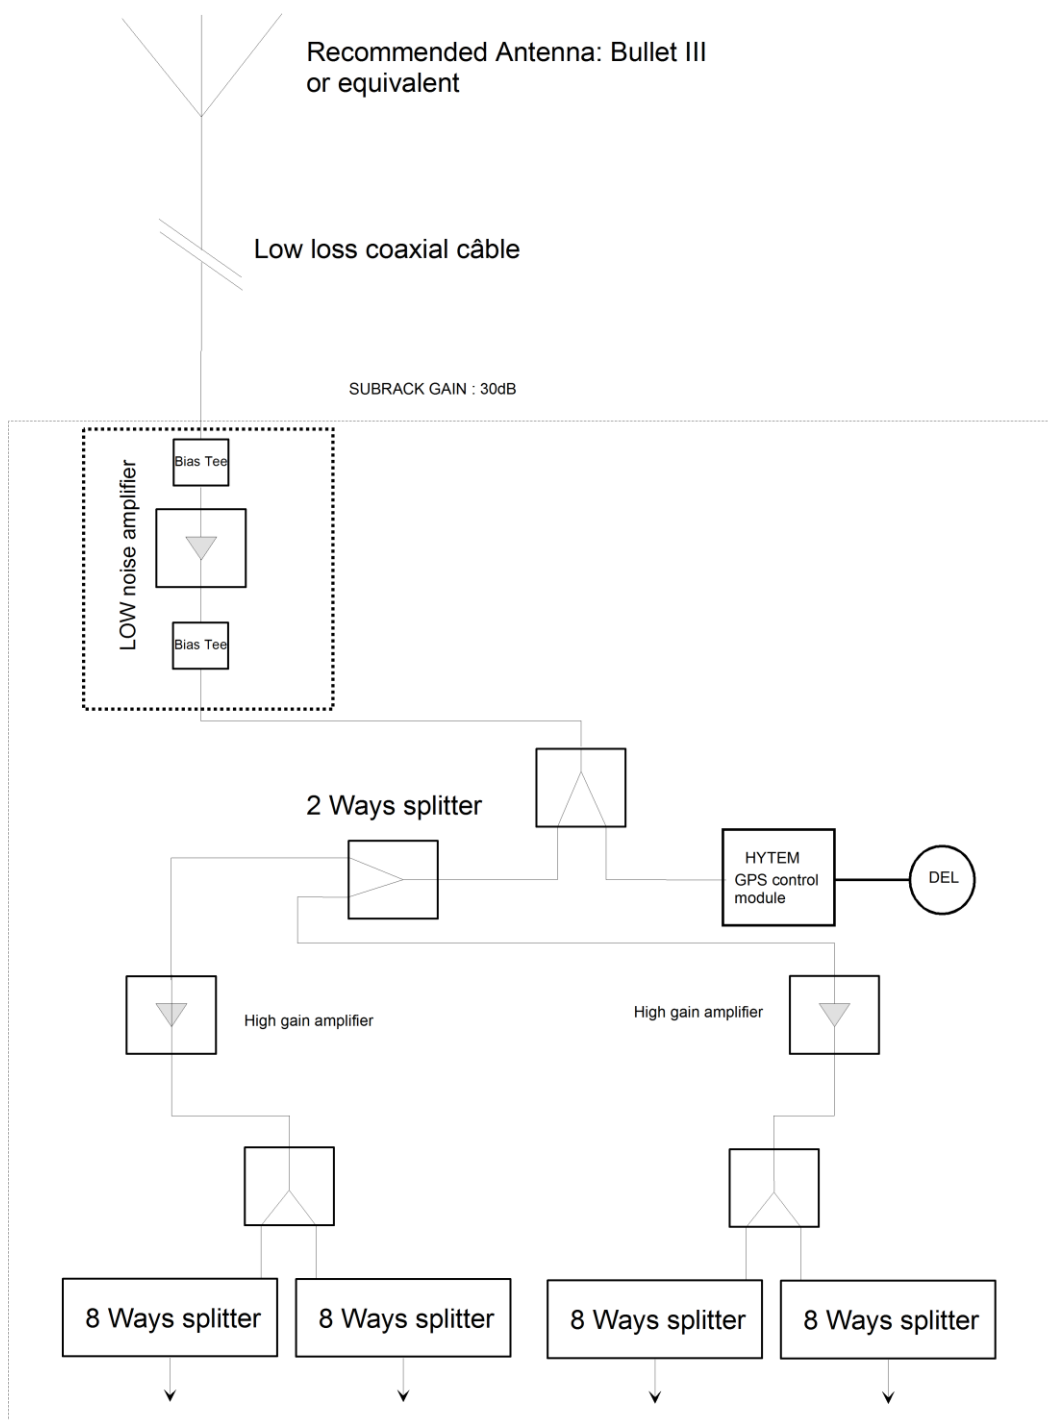 Recommended Antenna: Bullet III
or equivalent
Low loss coaxial câble
SUBRACK GAIN : 30dB
Bias Tee
LOW noise amplifier
Bias Tee
2 Ways splitter
HYTEM
GPS control
module
DEL
High gain amplifier
High gain amplifier
8 Ways splitter
8 Ways splitter
8 Ways splitter
8 Ways splitter